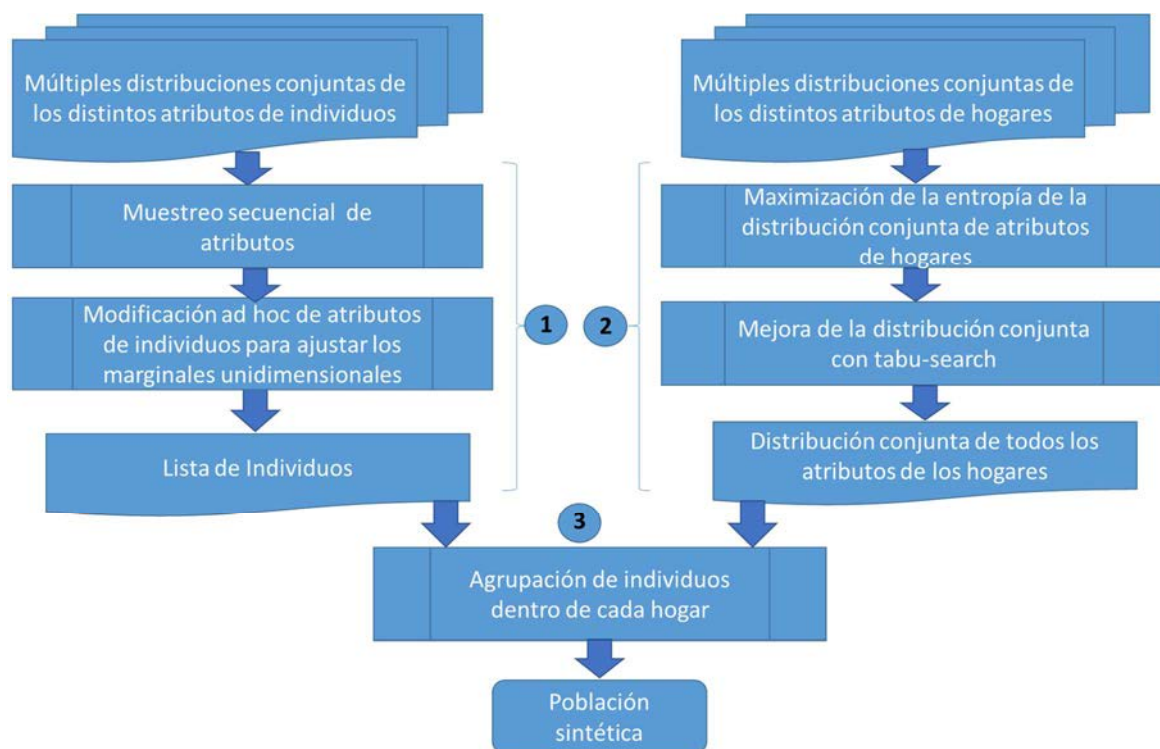 Múltiples distribuciones conjuntas de
los distintos atributos de individuos
Muestreo secuencial de
atributos
Modificación ad hoc de atributos
de individuos para ajustar los
marginales unidimensionales
Lista de Individuos
1
Múltiples distribuciones conjuntas de
los distintos atributos de hogares
Maximización de la entropía de la
distribución conjunta de atributos
de hogares
Mejora de la distribución conjunta
con tabu-search
Distribución conjunta de todos los
atributos de los hogares
2
3
Agrupación de individuos
dentro de cada hogar
Población
sintética